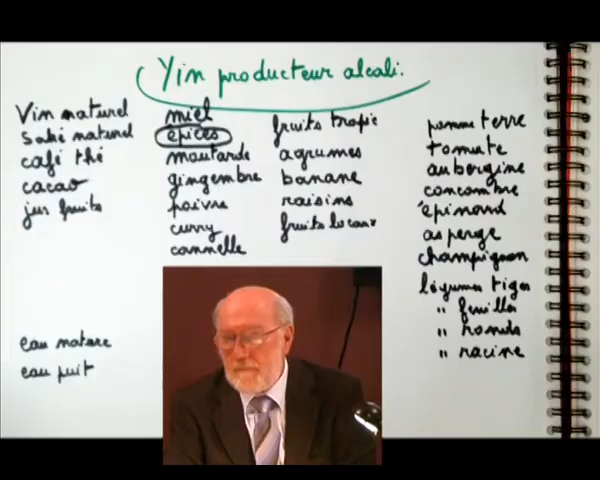 Yin producteur alcali.
Vin naturel
Saké naturel
café thé
cacao
jus fruits
eau nature
eau puit
miel
épices
moutarde
gingembre
poivre
curry
cannelle
fruits tropic
agrumes
banane
raisins
fruits locaux
pomme terre
tomate
aubergine
concombre
épinard
asperge
champignon
légumes tiges
" feuilles
" ronds
" racine